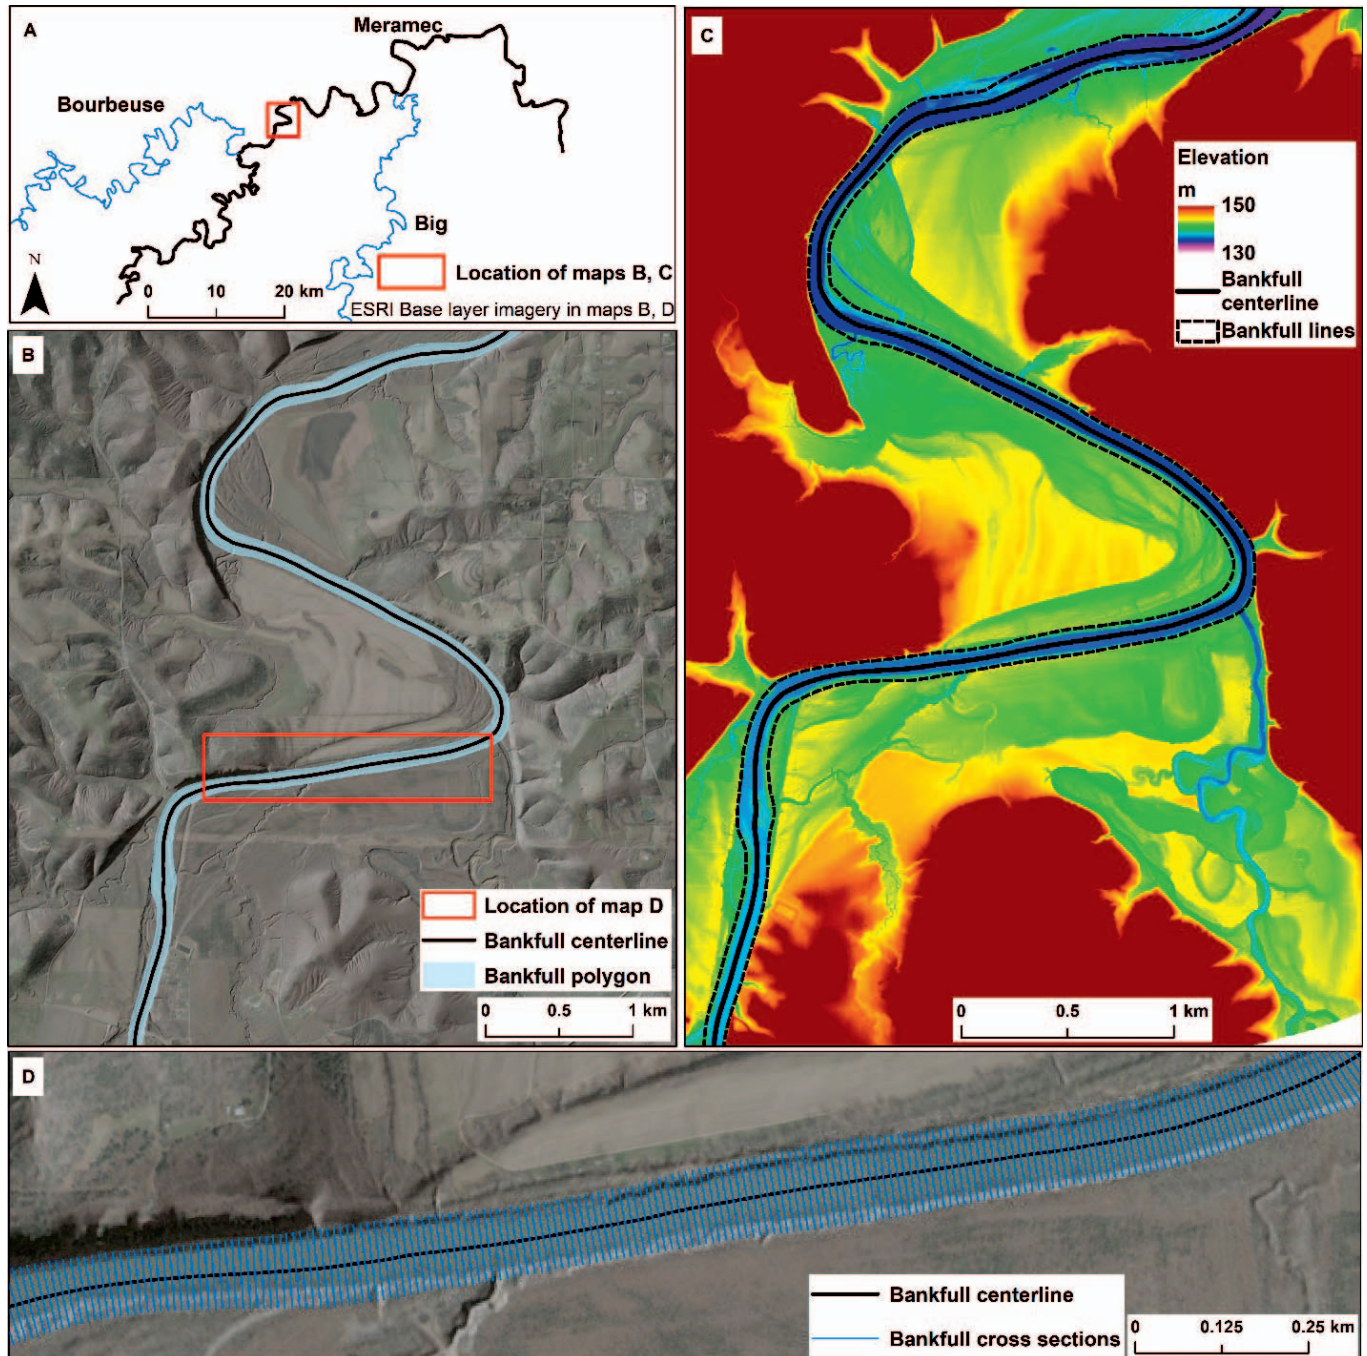 A
Meramec
Bourbeuse
Big
N
Location of maps B, C
0 10 20 km
ESRI Base layer imagery in maps B, D
B
Location of map D
Bankfull centerline
Bankfull polygon
0 0.5 1 km
C
Elevation
m
150
130
Bankfull
centerline
Bankfull lines
0 0.5 1 km
D
Bankfull centerline
Bankfull cross sections
0 0.125 0.25 km